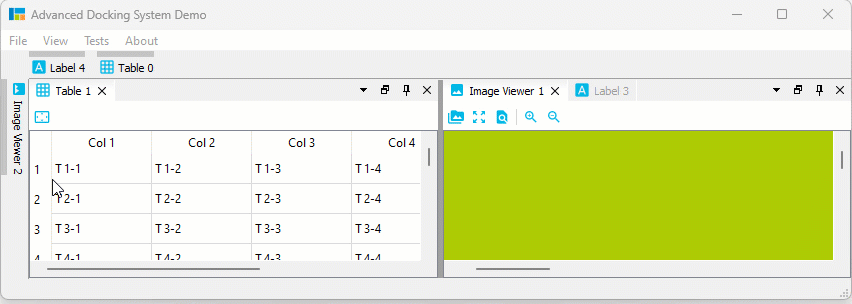 Advanced Docking System Demo
File View Tests About
Label 4 Table 0
Image Viewer 2
Table 1
Col 1 Col 2 Col 3 Col 4
1 T 1-1 T 1-2 T 1-3 T 1-4
2 T 2-1 T 2-2 T 2-3 T 2-4
3 T 3-1 T 3-2 T 3-3 T 3-4
4 T 4-1 T 4-2 T 4-3 T 4-4
Image Viewer 1 Label 3